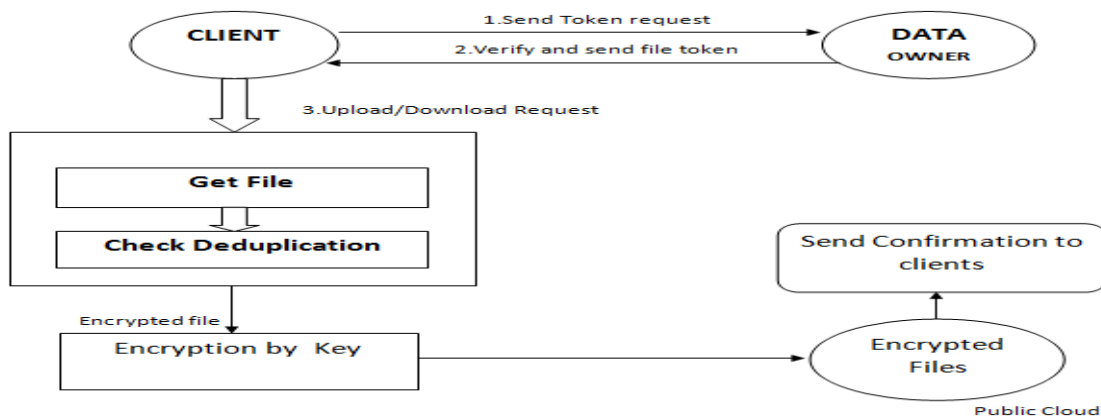 CLIENT
1.Send Token request
2.Verify and send file token
DATA
OWNER
3.Upload/Download Request
Get File
Check Deduplication
Send Confirmation to
clients
Encrypted file
Encryption by Key
Encrypted
Files
Public Cloud